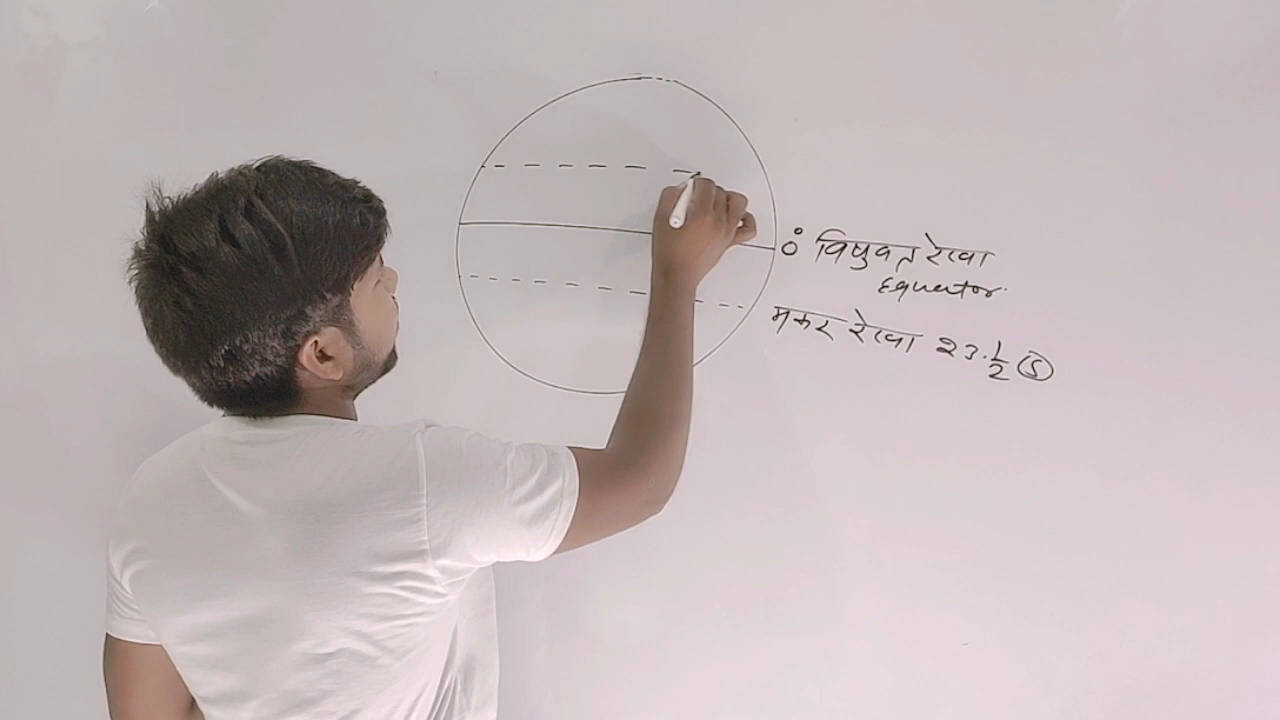 0° विषुवत रेखा
Equator.
मकर रेखा 23.1/2 (S)